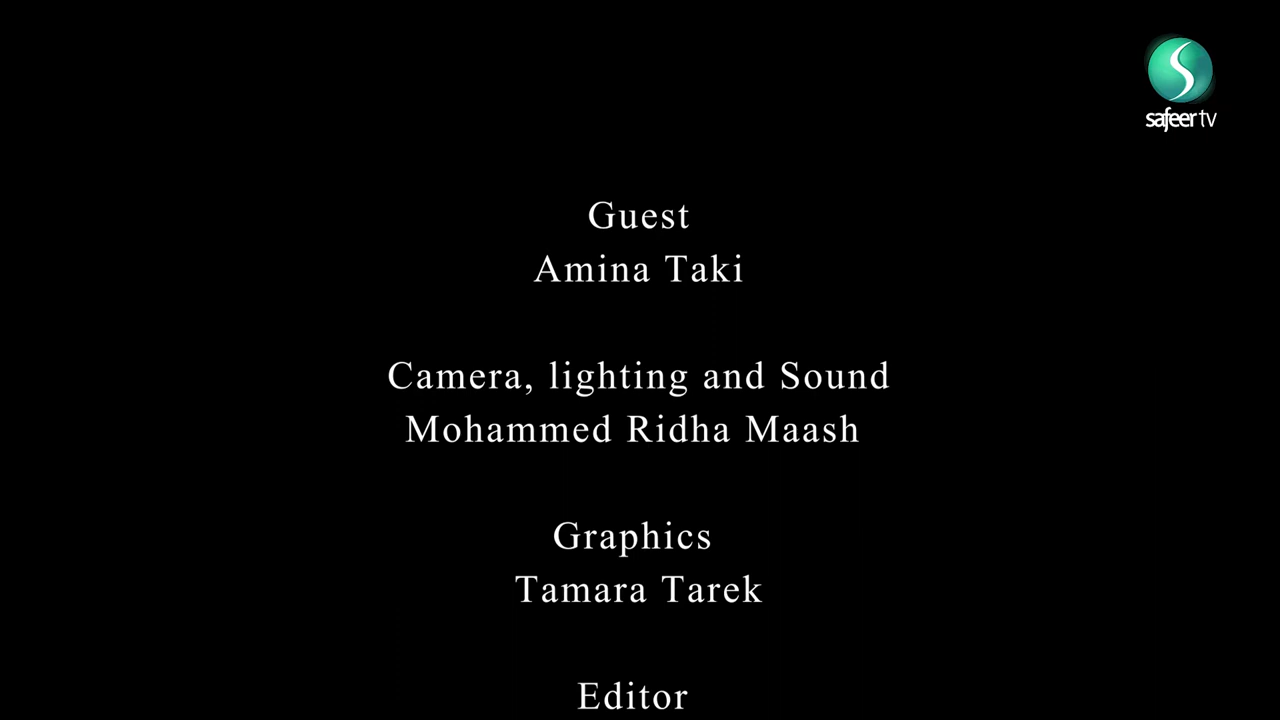 safeer tv
Guest
Amina Taki
Camera, lighting and Sound
Mohammed Ridha Maash
Graphics
Tamara Tarek
Editor